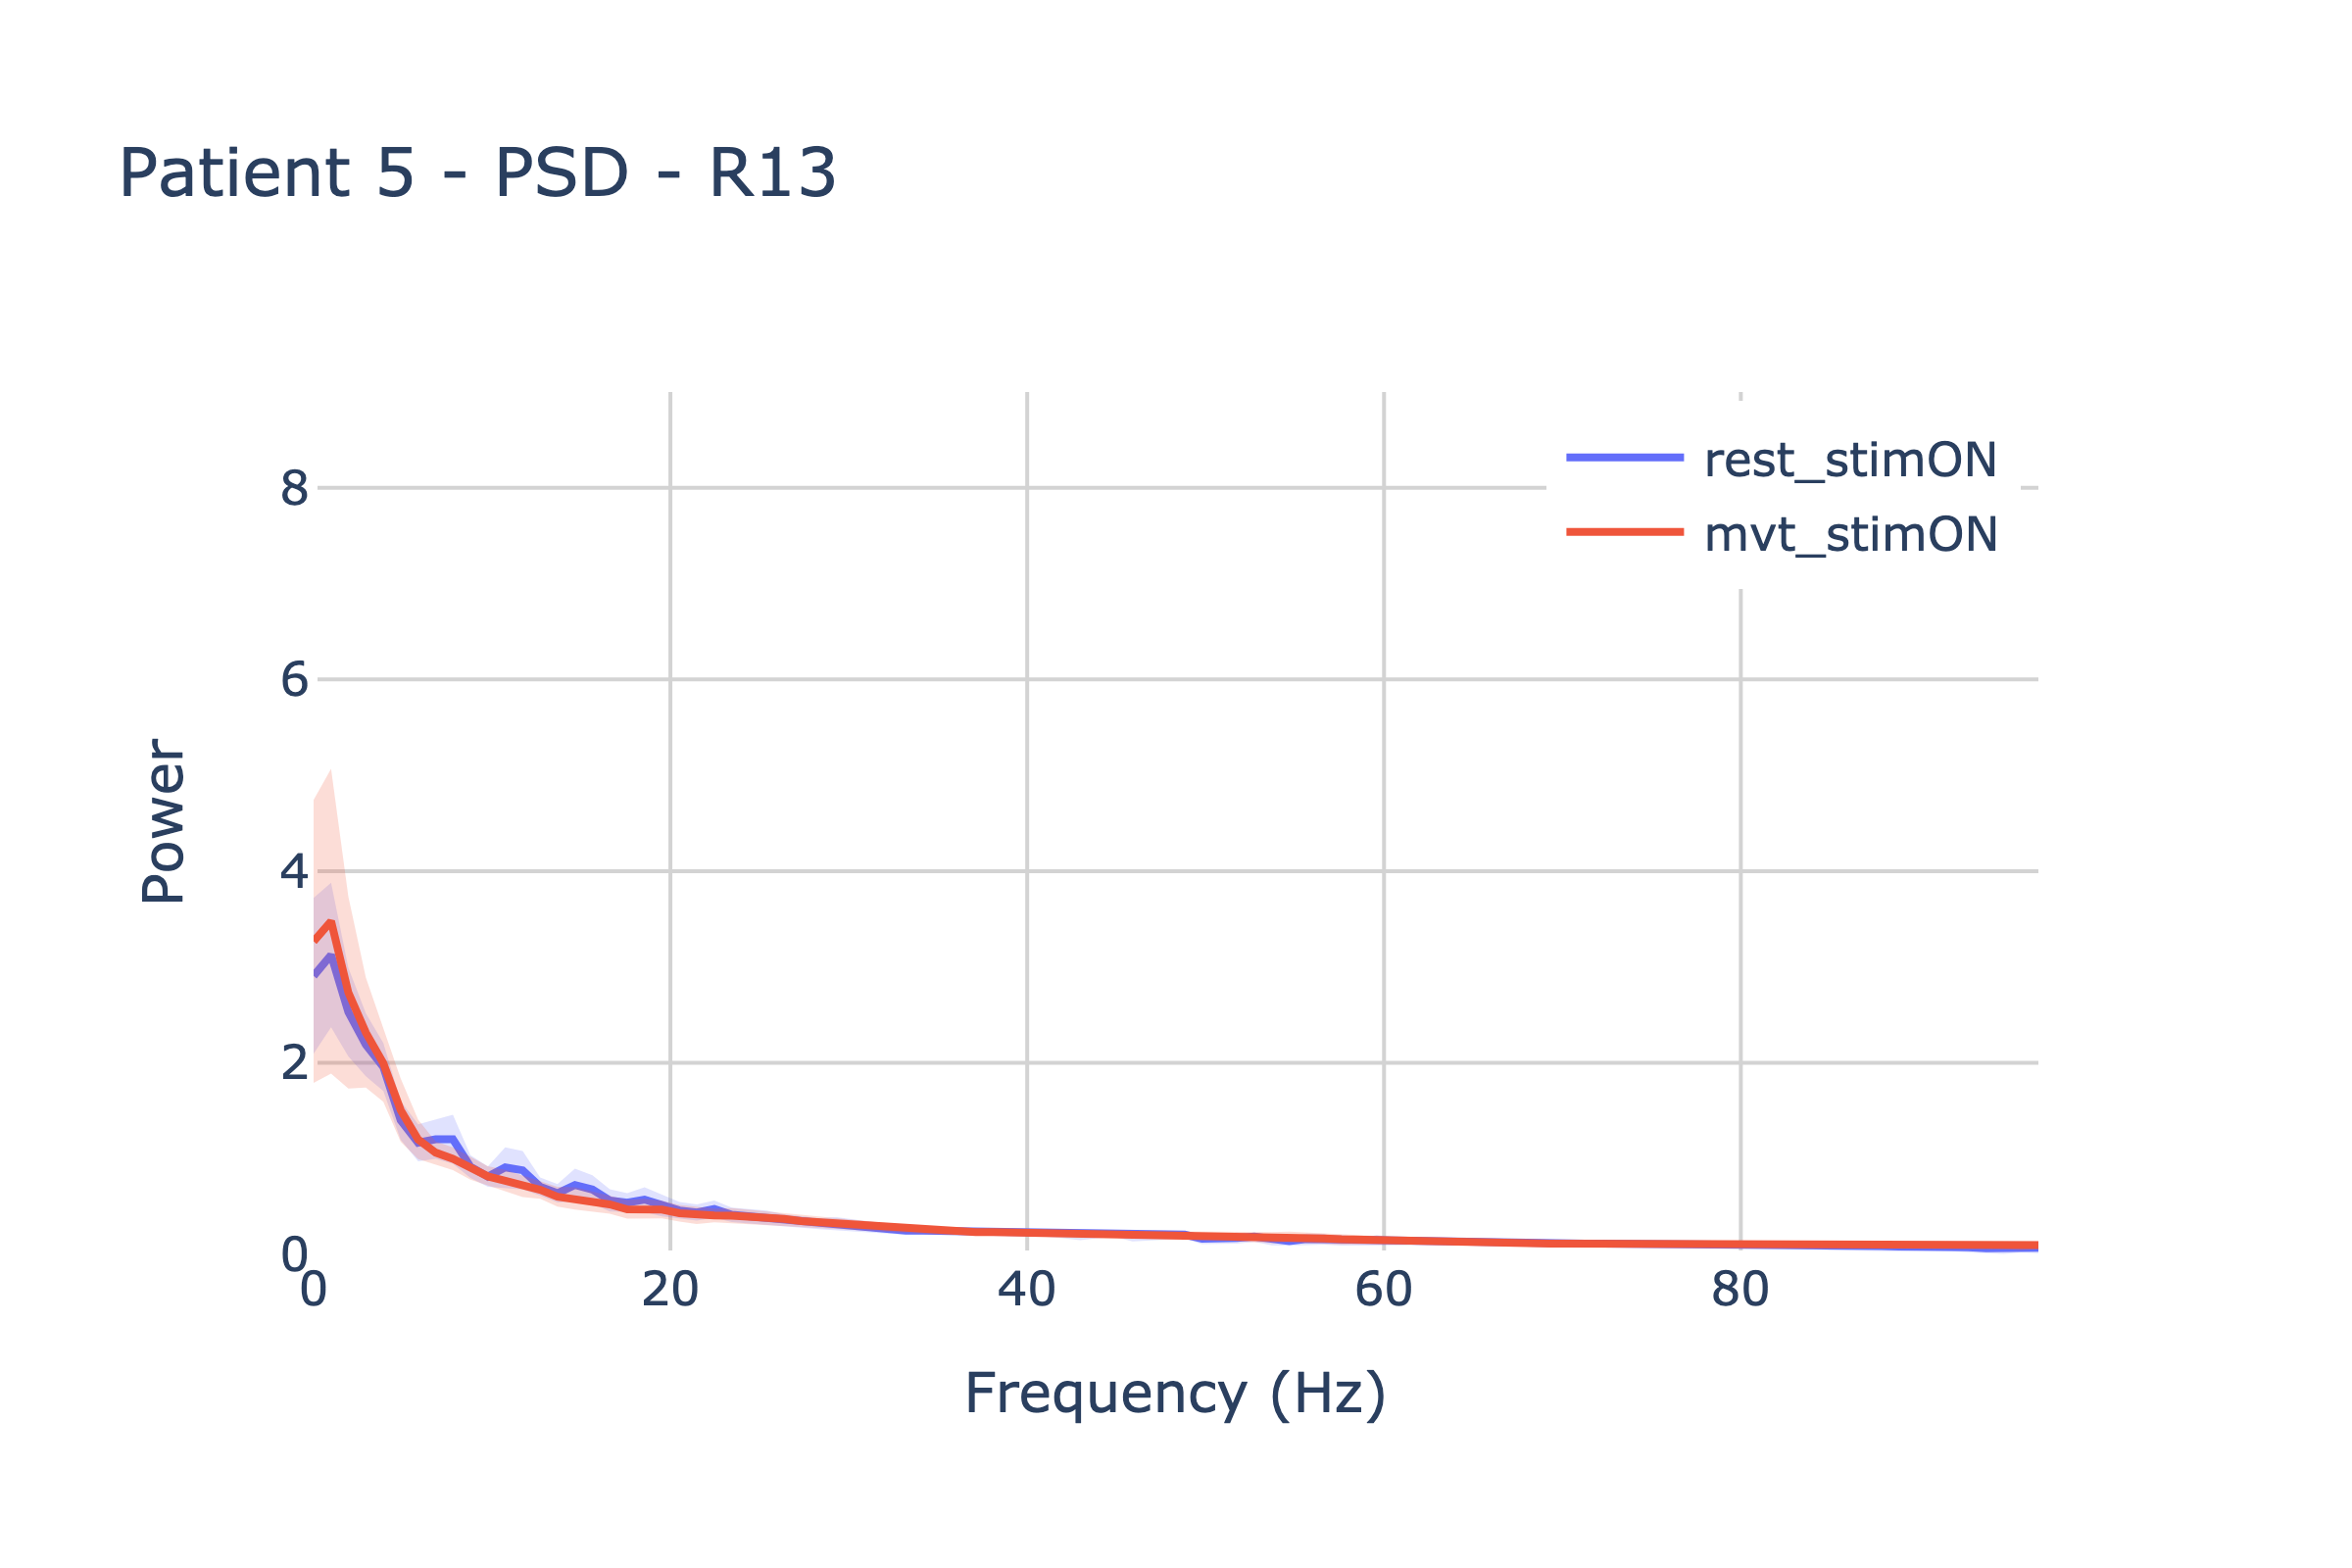 Patient 5 - PSD - R13
rest_stimON
mvt_stimON
8
6
4
2
0
Power
0 20 40 60 80
Frequency (Hz)